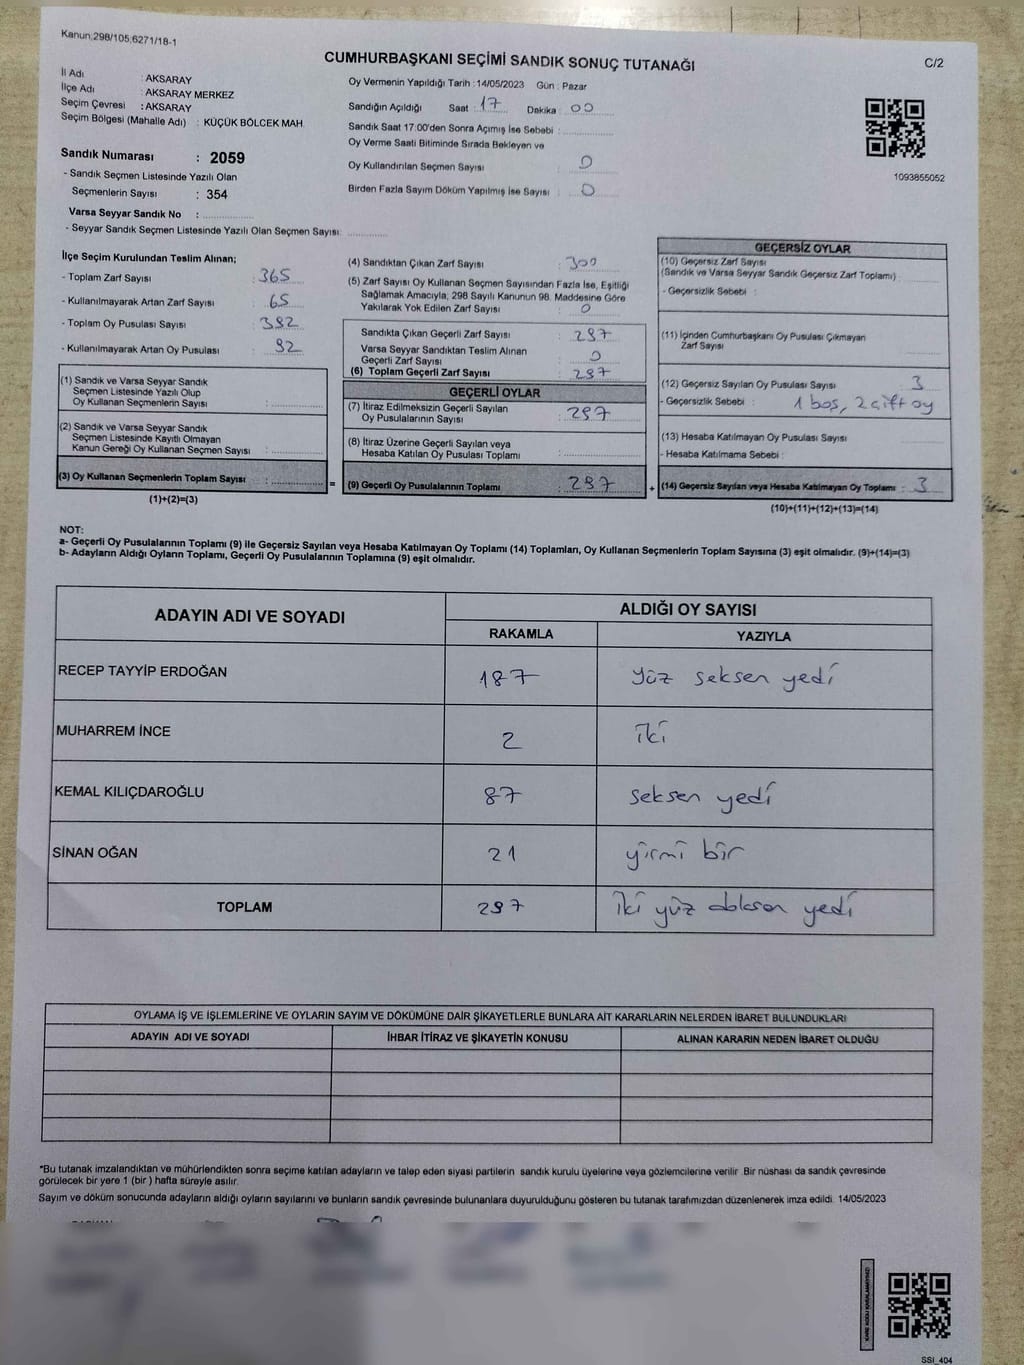 Kanun:298/105,6271/18-1
CUMHURBAŞKANI SEÇİMİ SANDIK SONUÇ TUTANAĞI
C/2
İl Adı : AKSARAY
İlçe Adı : AKSARAY MERKEZ
Seçim Çevresi : AKSARAY
Seçim Bölgesi (Mahalle Adı) : KÜÇÜK BÖLCEK MAH.
Sandık Numarası : 2059
- Sandık Seçmen Listesinde Yazılı Olan
Seçmenlerin Sayısı : 354
Varsa Seyyar Sandık No :
- Seyyar Sandık Seçmen Listesinde Yazılı Olan Seçmen Sayısı:
Oy Vermenin Yapıldığı Tarih : 14/05/2023 Gün : Pazar
Sandığın Açıldığı Saat : 17 Dakika : 00
Sandık Saat 17:00'den Sonra Açımış İse Sebebi :
Oy Verme Saati Bitiminde Sırada Bekleyen ve
Oy Kullandırılan Seçmen Sayısı : 0
Birden Fazla Sayım Döküm Yapılmış İse Sayısı : 0
1093855052
İlçe Seçim Kurulundan Teslim Alınan;
- Toplam Zarf Sayısı : 365
- Kullanılmayarak Artan Zarf Sayısı : 65
- Toplam Oy Pusulası Sayısı : 392
- Kullanılmayarak Artan Oy Pusulası : 92
(1) Sandık ve Varsa Seyyar Sandık
Seçmen Listesinde Yazılı Olup
Oy Kullanan Seçmenlerin Sayısı :
(2) Sandık ve Varsa Seyyar Sandık
Seçmen Listesinde Kayıtlı Olmayan
Kanun Gereği Oy Kullanan Seçmen Sayısı :
(3) Oy Kullanan Seçmenlerin Toplam Sayısı : =
(1)+(2)=(3)
(4) Sandıktan Çıkan Zarf Sayısı : 300
(5) Zarf Sayısı Oy Kullanan Seçmen Sayısından Fazla İse, Eşitliği
Sağlamak Amacıyla, 298 Sayılı Kanunun 98. Maddesine Göre
Yakılarak Yok Edilen Zarf Sayısı : 0
Sandıkta Çıkan Geçerli Zarf Sayısı : 297
Varsa Seyyar Sandıktan Teslim Alınan
Geçerli Zarf Sayısı : 0
(6) Toplam Geçerli Zarf Sayısı : 297
GEÇERLİ OYLAR
(7) İtiraz Edilmeksizin Geçerli Sayılan
Oy Pusulalarının Sayısı : 297
(8) İtiraz Üzerine Geçerli Sayılan veya
Hesaba Katılan Oy Pusulası Toplamı :
(9) Geçerli Oy Pusulalarının Toplamı : 297 +
GEÇERSİZ OYLAR
(10) Geçersiz Zarf Sayısı
(Sandık ve Varsa Seyyar Sandık Geçersiz Zarf Toplamı) :
- Geçersizlik Sebebi :
(11) İçinden Cumhurbaşkanı Oy Pusulası Çıkmayan
Zarf Sayısı :
(12) Geçersiz Sayılan Oy Pusulası Sayısı : 3
- Geçersizlik Sebebi : 1 boş, 2 çift oy
(13) Hesaba Katılmayan Oy Pusulası Sayısı :
- Hesaba Katılmama Sebebi :
(14) Geçersiz Sayılan veya Hesaba Katılmayan Oy Toplamı : 3
(10)+(11)+(12)+(13)=(14)
NOT:
a- Geçerli Oy Pusulalarının Toplamı (9) ile Geçersiz Sayılan veya Hesaba Katılmayan Oy Toplamı (14) Toplamları, Oy Kullanan Seçmenlerin Toplam Sayısına (3) eşit olmalıdır. (9)+(14)=(3)
b- Adayların Aldığı Oyların Toplamı, Geçerli Oy Pusulalarının Toplamına (9) eşit olmalıdır.
ADAYIN ADI VE SOYADI
ALDIĞI OY SAYISI
RAKAMLA YAZIYLA
RECEP TAYYİP ERDOĞAN 187 yüz seksen yedi
MUHARREM İNCE 2 iki
KEMAL KILIÇDAROĞLU 87 seksen yedi
SİNAN OĞAN 21 yirmi bir
TOPLAM 297 iki yüz yedi
OYLAMA İŞ VE İŞLEMLERİNE VE OYLARIN SAYIM VE DÖKÜMÜNE DAİR ŞİKAYETLERLE BUNLARA AİT KARARLARIN NELERDEN İBARET BULUNDUKLARI
ADAYIN ADI VE SOYADI İHBAR İTİRAZ VE ŞİKAYETİN KONUSU ALINAN KARARIN NEDEN İBARET OLDUĞU
*Bu tutanak imzalandıktan ve mühürlendikten sonra seçime katılan adayların ve talep eden siyasi partilerin sandık kurulu üyelerine veya gözlemcilerine verilir Bir nüshası da sandık çevresinde
görülecek bir yere 1 (bir ) hafta süreyle asılır.
Sayım ve döküm sonucunda adayların aldığı oyların sayılarını ve bunların sandık çevresinde bulunanlara duyurulduğunu gösteren bu tutanak tarafımızdan düzenlenerek imza edildi. 14/05/2023
SSI_404